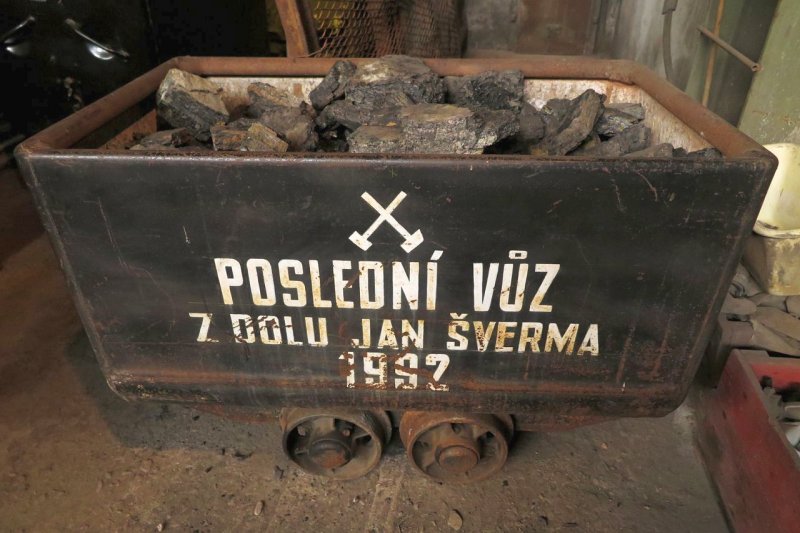 POSLEDNÍ VŮZ
Z DOLU JAN ŠVERMA
1992